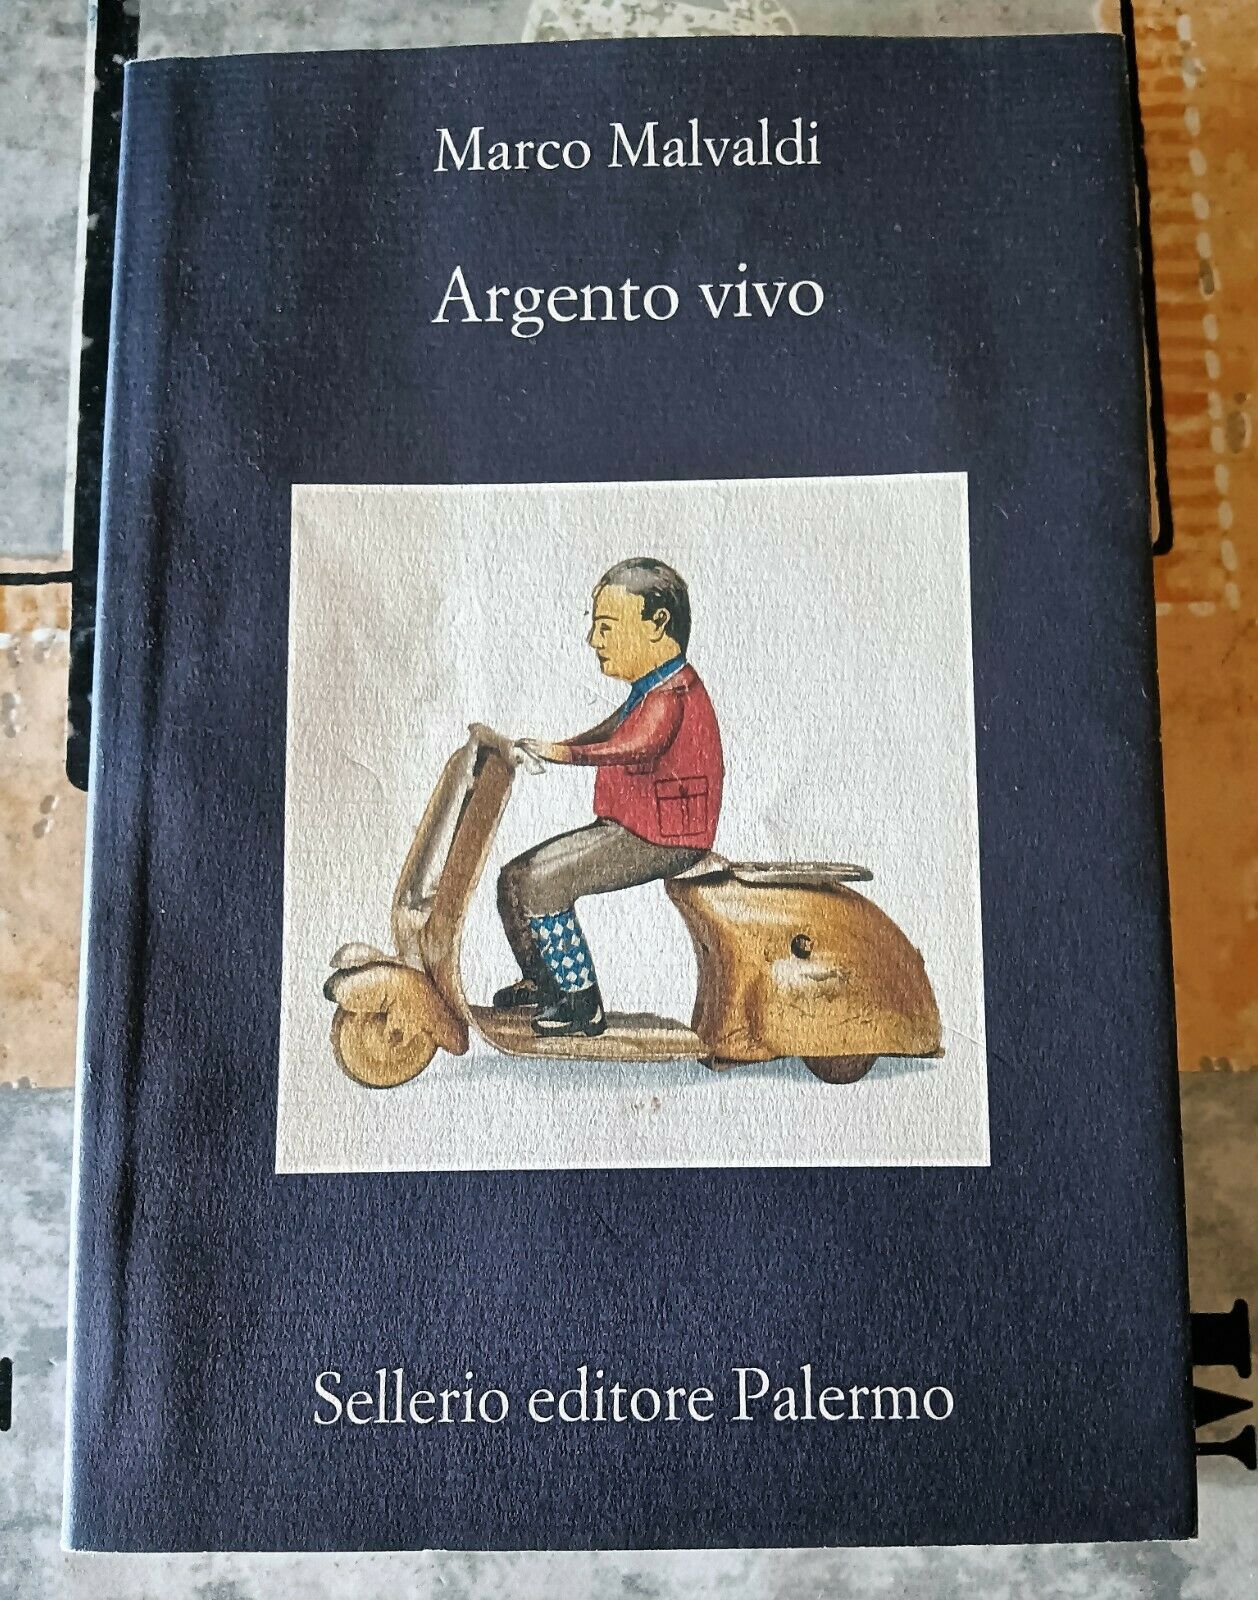 Marco Malvaldi
Argento vivo
Sellerio editore Palermo